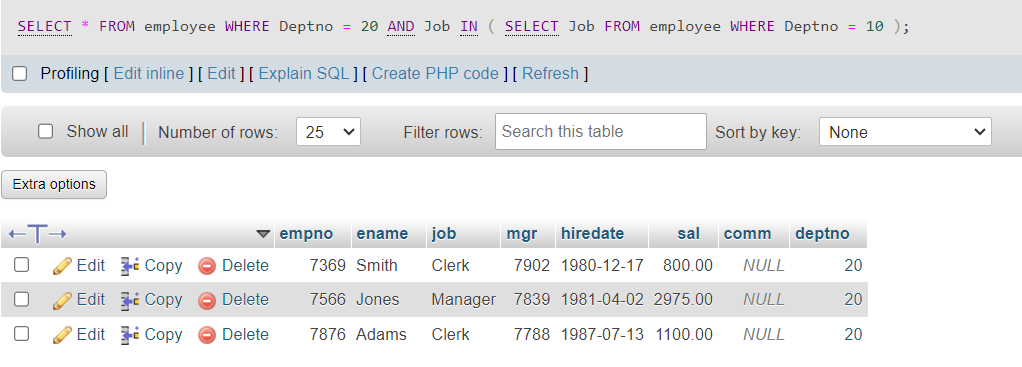 SELECT * FROM employee WHERE Deptno = 20 AND Job IN ( SELECT Job FROM employee WHERE Deptno = 10 );
Profiling [ Edit inline ] [ Edit ] [ Explain SQL ] [ Create PHP code ] [ Refresh ]
Show all Number of rows: 25 Filter rows: Search this table Sort by key: None
Extra options
empno ename job mgr hiredate sal comm deptno
Edit Copy Delete 7369 Smith Clerk 7902 1980-12-17 800.00 NULL 20
Edit Copy Delete 7566 Jones Manager 7839 1981-04-02 2975.00 NULL 20
Edit Copy Delete 7876 Adams Clerk 7788 1987-07-13 1100.00 NULL 20